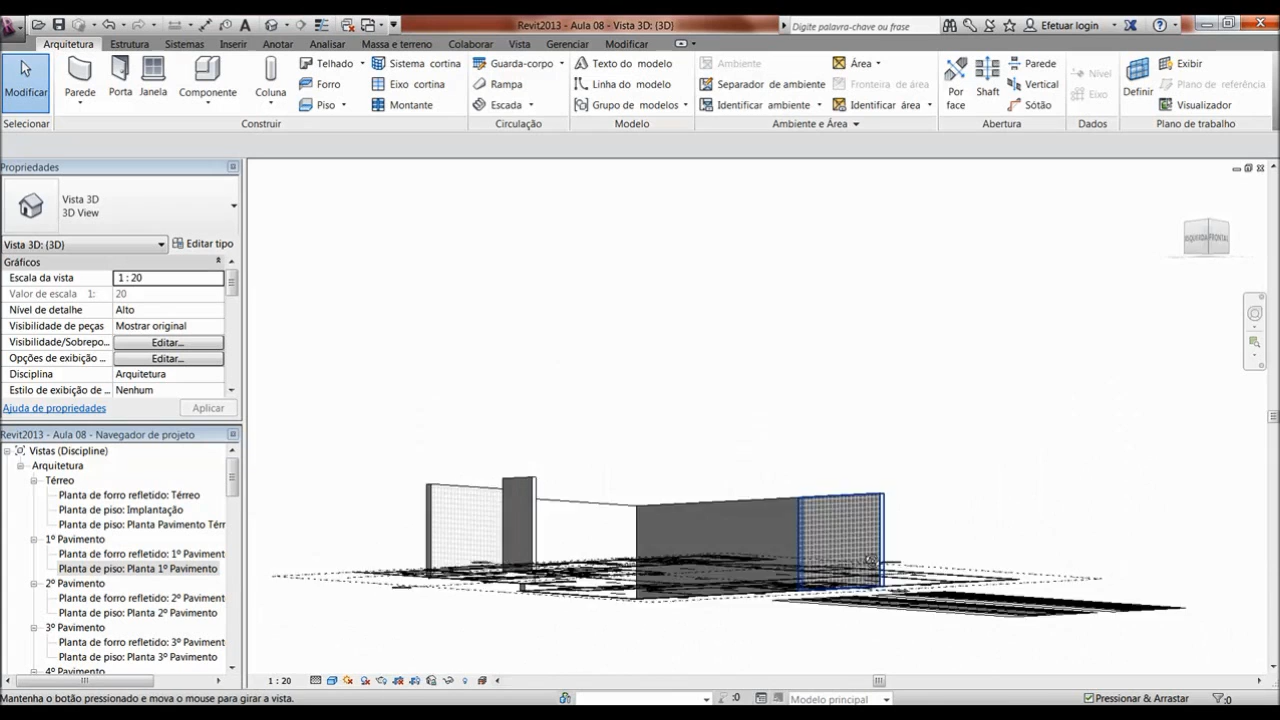 Revit2013 - Aula 08 - Vista 3D: {3D}
Digite palavra-chave ou frase
Efetuar login
Arquitetura Estrutura Sistemas Inserir Anotar Analisar Massa e terreno Colaborar Vista Gerenciar Modificar
Modificar
Parede
Porta
Janela
Componente
Coluna
Telhado
Forro
Piso
Sistema cortina
Eixo cortina
Montante
Guarda-corpo
Rampa
Escada
Texto do modelo
Linha do modelo
Grupo de modelos
Ambiente
Separador de ambiente
Identificar ambiente
Área
Fronteira de área
Identificar área
Por face
Shaft
Parede
Vertical
Sótão
Nível
Eixo
Definir
Exibir
Plano de referência
Visualizador
Selecionar Construir Circulação Modelo Ambiente e Área Abertura Dados Plano de trabalho
Propriedades
Vista 3D
3D View
Vista 3D: {3D} Editar tipo
Gráficos
Escala da vista 1 : 20
Valor de escala 1: 20
Nível de detalhe Alto
Visibilidade de peças Mostrar original
Visibilidade/Sobrepo... Editar...
Opções de exibição ... Editar...
Disciplina Arquitetura
Estilo de exibição de ... Nenhum
Ajuda de propriedades Aplicar
Revit2013 - Aula 08 - Navegador de projeto
Vistas (Discipline)
Arquitetura
Térreo
Planta de forro refletido: Térreo
Planta de piso: Implantação
Planta de piso: Planta Pavimento Térr
1º Pavimento
Planta de forro refletido: 1º Paviment
Planta de piso: Planta 1º Pavimento
2º Pavimento
Planta de forro refletido: 2º Paviment
Planta de piso: Planta 2º Pavimento
3º Pavimento
Planta de forro refletido: 3º Paviment
Planta de piso: Planta 3º Pavimento
4º Pavimento
FRONTAL
1 : 20
Mantenha o botão pressionado e mova o mouse para girar a vista.
:0
Modelo principal
Pressionar & Arrastar
:0